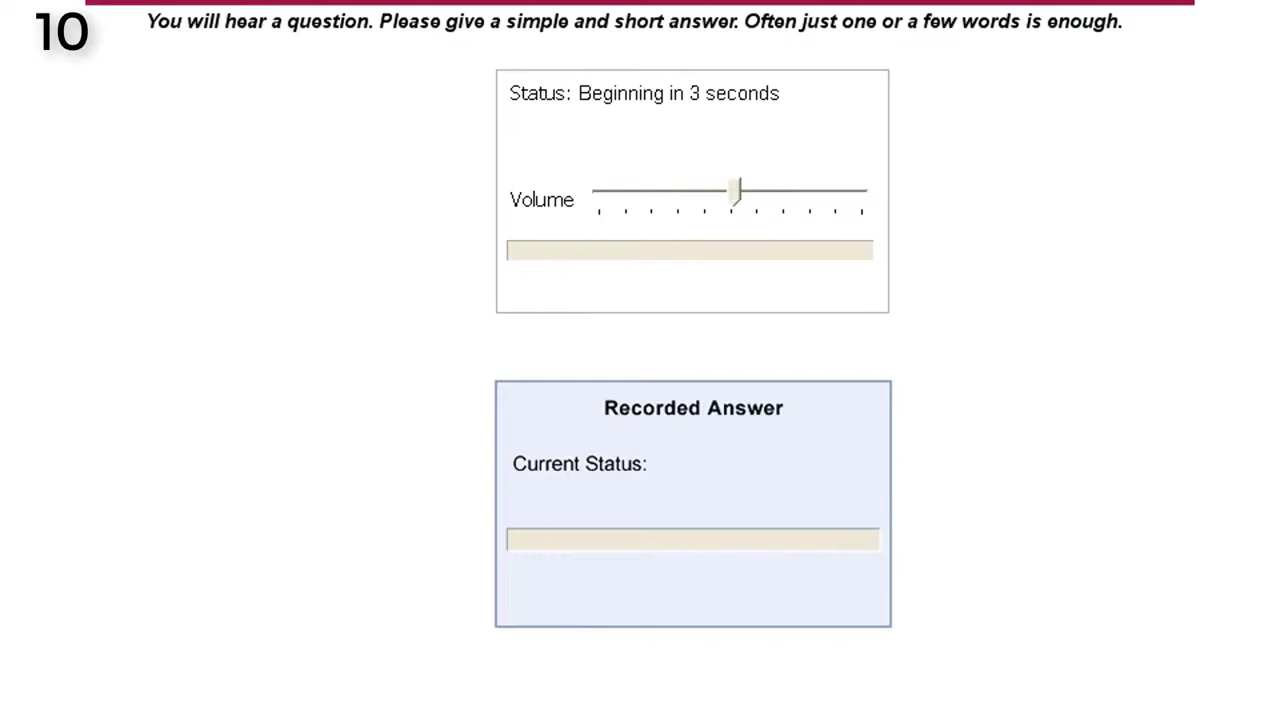 10
You will hear a question. Please give a simple and short answer. Often just one or a few words is enough.
Status: Beginning in 3 seconds
Volume
Recorded Answer
Current Status: